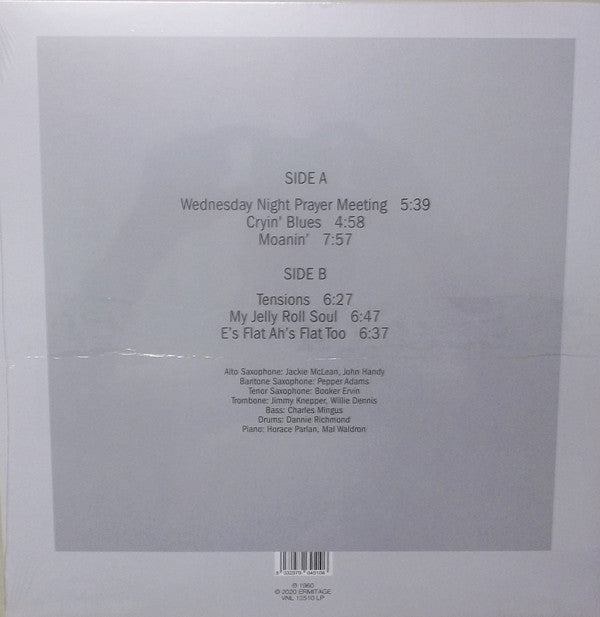 SIDE A
Wednesday Night Prayer Meeting 5:39
Cryin' Blues 4:58
Moanin' 7:57
SIDE B
Tensions 6:27
My Jelly Roll Soul 6:47
E's Flat Ah's Flat Too 6:37
Alto Saxophone: Jackie McLean, John Handy
Baritone Saxophone: Pepper Adams
Tenor Saxophone: Booker Ervin
Trombone: Jimmy Knepper, Willie Dennis
Bass: Charles Mingus
Drums: Dannie Richmond
Piano: Horace Parlan, Mal Waldron
℗ 1960
© 2020 ERMITAGE
VNL 12510 LP